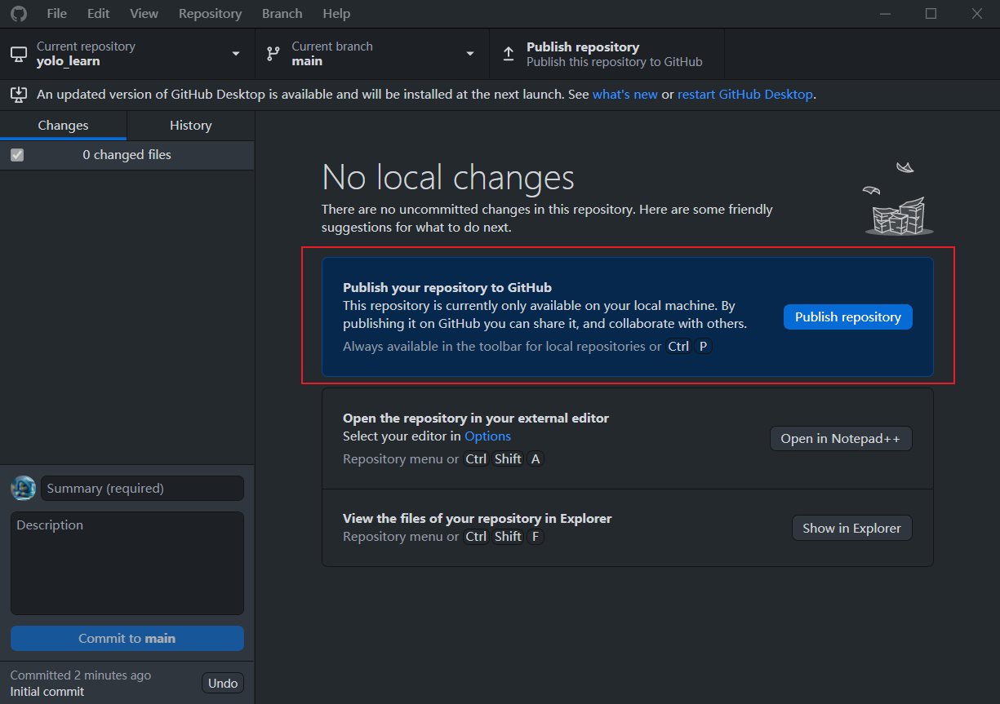 File Edit View Repository Branch Help
Current repository
yolo_learn
Current branch
main
Publish repository
Publish this repository to GitHub
An updated version of GitHub Desktop is available and will be installed at the next launch. See what's new or restart GitHub Desktop.
Changes
History
0 changed files
No local changes
There are no uncommitted changes in this repository. Here are some friendly
suggestions for what to do next.
Publish your repository to GitHub
This repository is currently only available on your local machine. By
publishing it on GitHub you can share it, and collaborate with others.
Always available in the toolbar for local repositories or Ctrl P
Publish repository
Open the repository in your external editor
Select your editor in Options
Repository menu or Ctrl Shift A
Open in Notepad++
View the files of your repository in Explorer
Repository menu or Ctrl Shift F
Show in Explorer
Summary (required)
Description
Commit to main
Committed 2 minutes ago
Initial commit
Undo